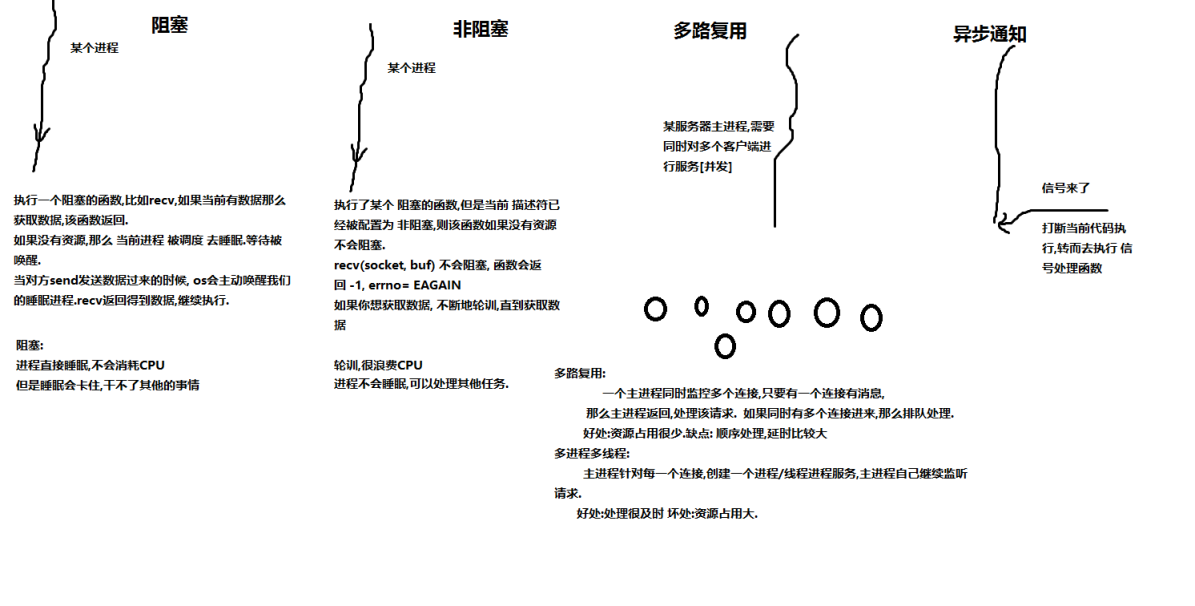 阻塞
某个进程
执行一个阻塞的函数,比如recv,如果当前有数据那么
获取数据,该函数返回.
如果没有资源,那么 当前进程 被调度 去睡眠.等待被
唤醒.
当对方send发送数据过来的时候, os会主动唤醒我们
的睡眠进程.recv返回得到数据,继续执行.
阻塞:
进程直接睡眠,不会消耗CPU
但是睡眠会卡住,干不了其他的事情
非阻塞
某个进程
执行了某个 阻塞的函数,但是当前 描述符已
经被配置为 非阻塞,则该函数如果没有资源
不会阻塞.
recv(socket, buf) 不会阻塞, 函数会返
回 -1, errno= EAGAIN
如果你想获取数据, 不断地轮训,直到获取数
据
轮训,很浪费CPU
进程不会睡眠,可以处理其他任务.
多路复用
某服务器主进程,需要
同时对多个客户端进
行服务[并发]
多路复用:
一个主进程同时监控多个连接,只要有一个连接有消息,
那么主进程返回,处理该请求. 如果同时有多个连接进来,那么排队处理.
好处:资源占用很少.缺点: 顺序处理,延时比较大
多进程多线程:
主进程针对每一个连接,创建一个进程/线程进程服务,主进程自己继续监听
请求.
好处:处理很及时 坏处:资源占用大.
异步通知
信号来了
打断当前代码执
行,转而去执行 信
号处理函数